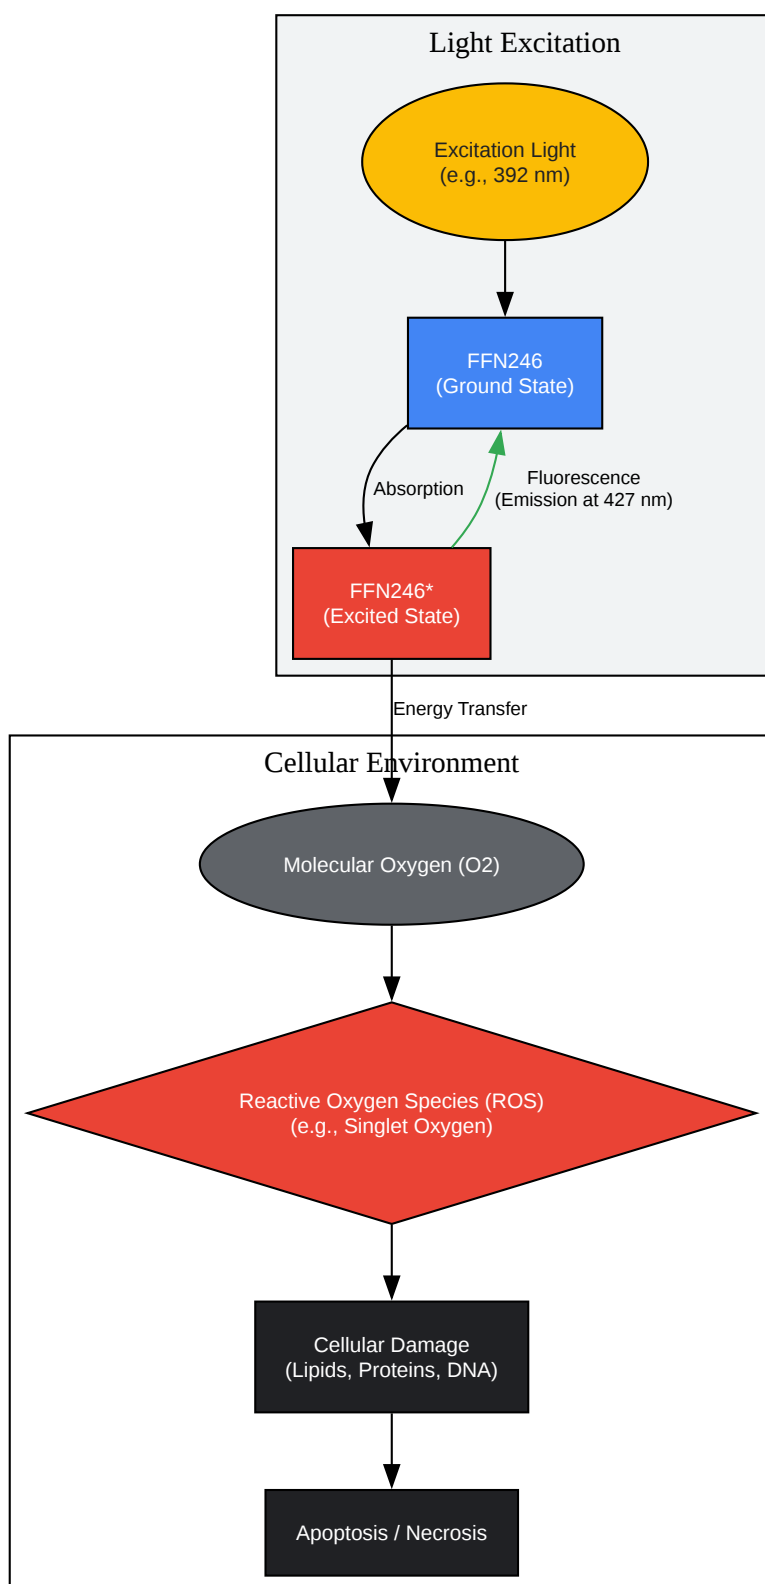 Light Excitation
Excitation Light
(e.g., 392 nm)
FFN246
(Ground State)
Absorption
Fluorescence
(Emission at 427 nm)
FFN246*
(Excited State)
Energy Transfer
Cellular Environment
Molecular Oxygen (O2)
Reactive Oxygen Species (ROS)
(e.g., Singlet Oxygen)
Cellular Damage
(Lipids, Proteins, DNA)
Apoptosis / Necrosis